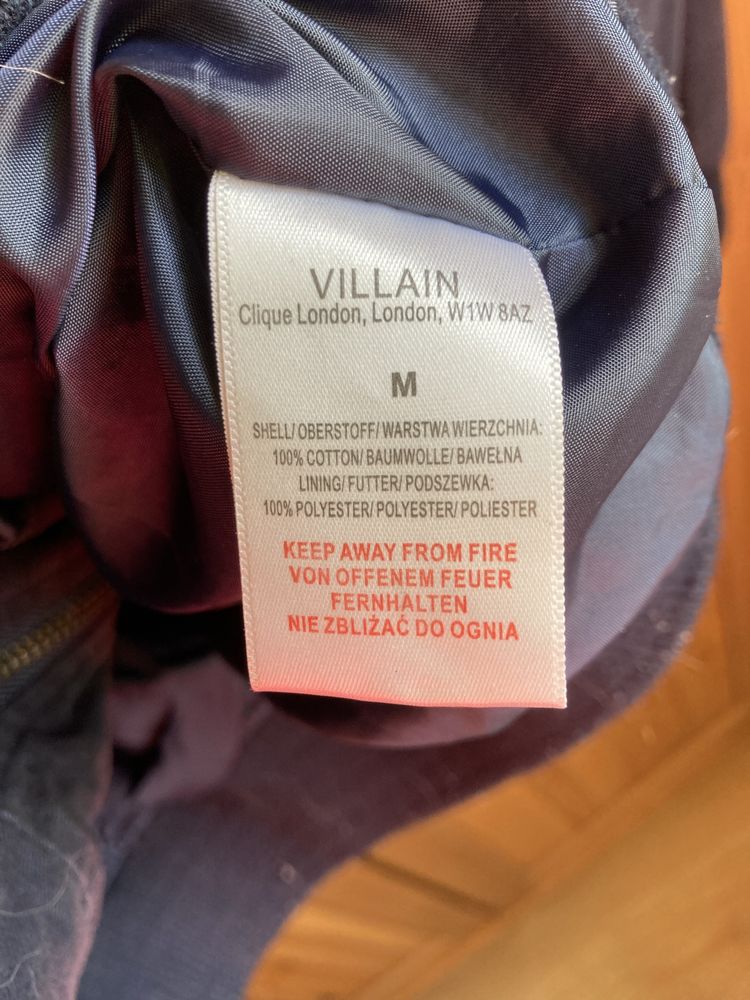 VILLAIN
Clique London, London, W1W 8AZ
M
SHELL/ OBERSTOFF/ WARSTWA WIERZCHNIA:
100% COTTON/ BAUMWOLLE/ BAWEŁNA
LINING/ FUTTER/ PODSZEWKA:
100% POLYESTER/ POLYESTER/ POLIESTER
KEEP AWAY FROM FIRE
VON OFFENEM FEUER
FERNHALTEN
NIE ZBLIŻAĆ DO OGNIA